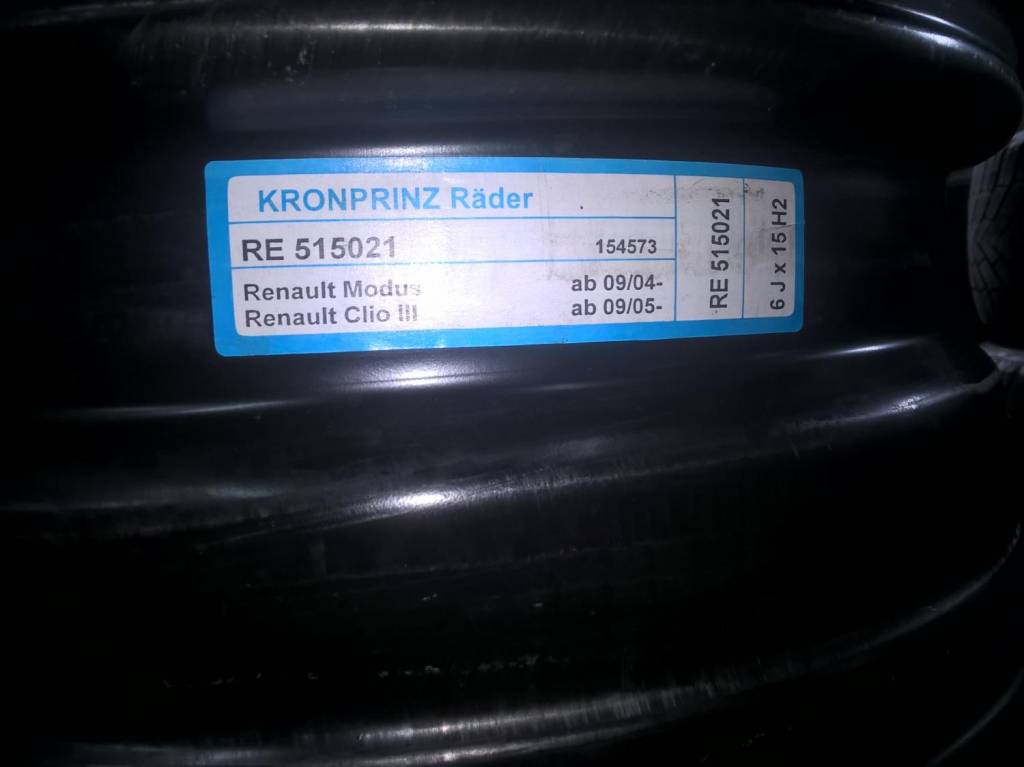 KRONPRINZ Räder
RE 515021 154573
Renault Modus ab 09/04-
Renault Clio III ab 09/05-
RE 515021
6 J x 15 H2